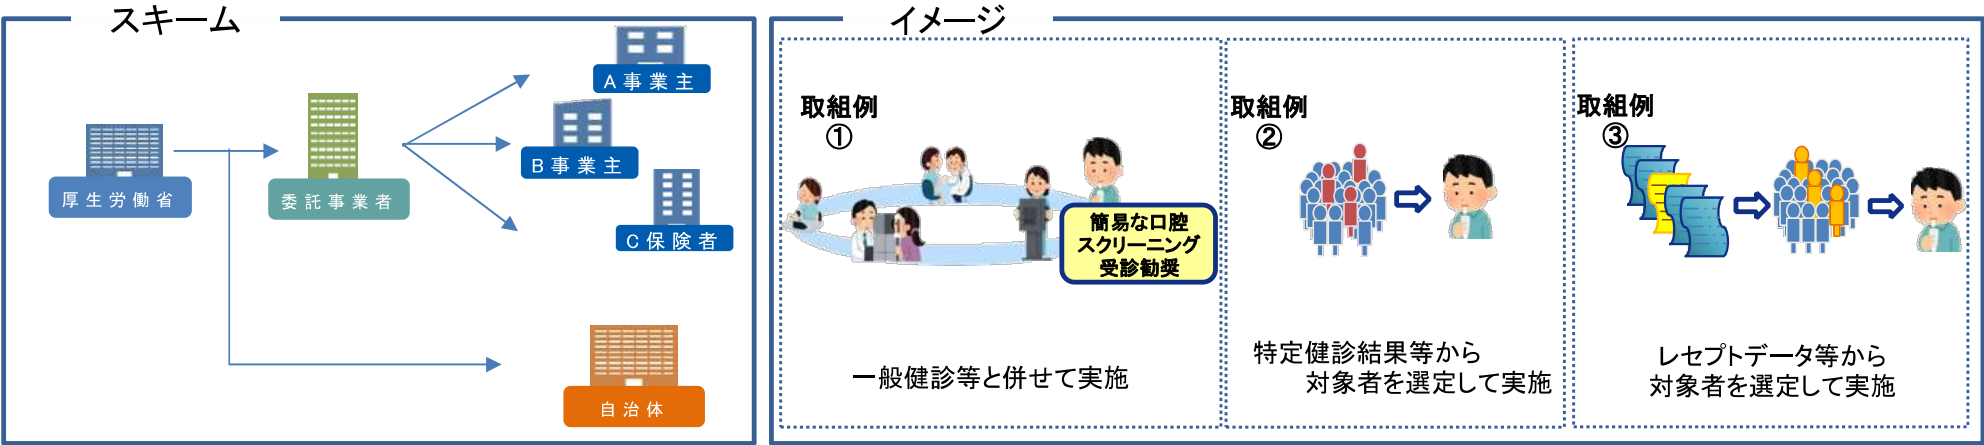 スキーム
A事業主
B事業主
厚生労働省
委託事業者
C保険者
自治体
イメージ
取組例
①
簡易な口腔
スクリーニング
受診勧奨
一般健診等と併せて実施
取組例
②
特定健診結果等から
対象者を選定して実施
取組例
③
レセプトデータ等から
対象者を選定して実施